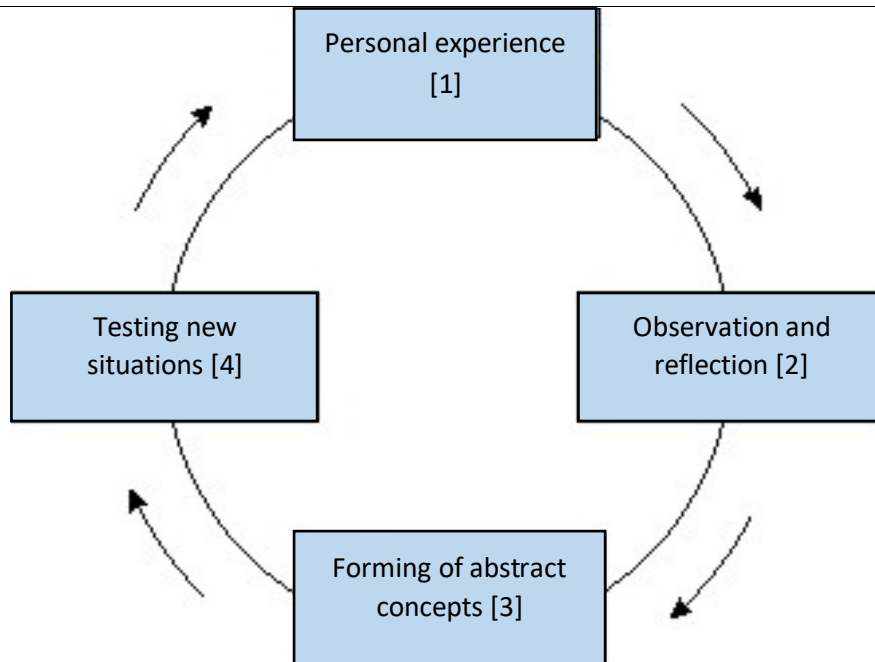 Personal experience
[1]
Testing new
situations [4]
Observation and
reflection [2]
Forming of abstract
concepts [3]